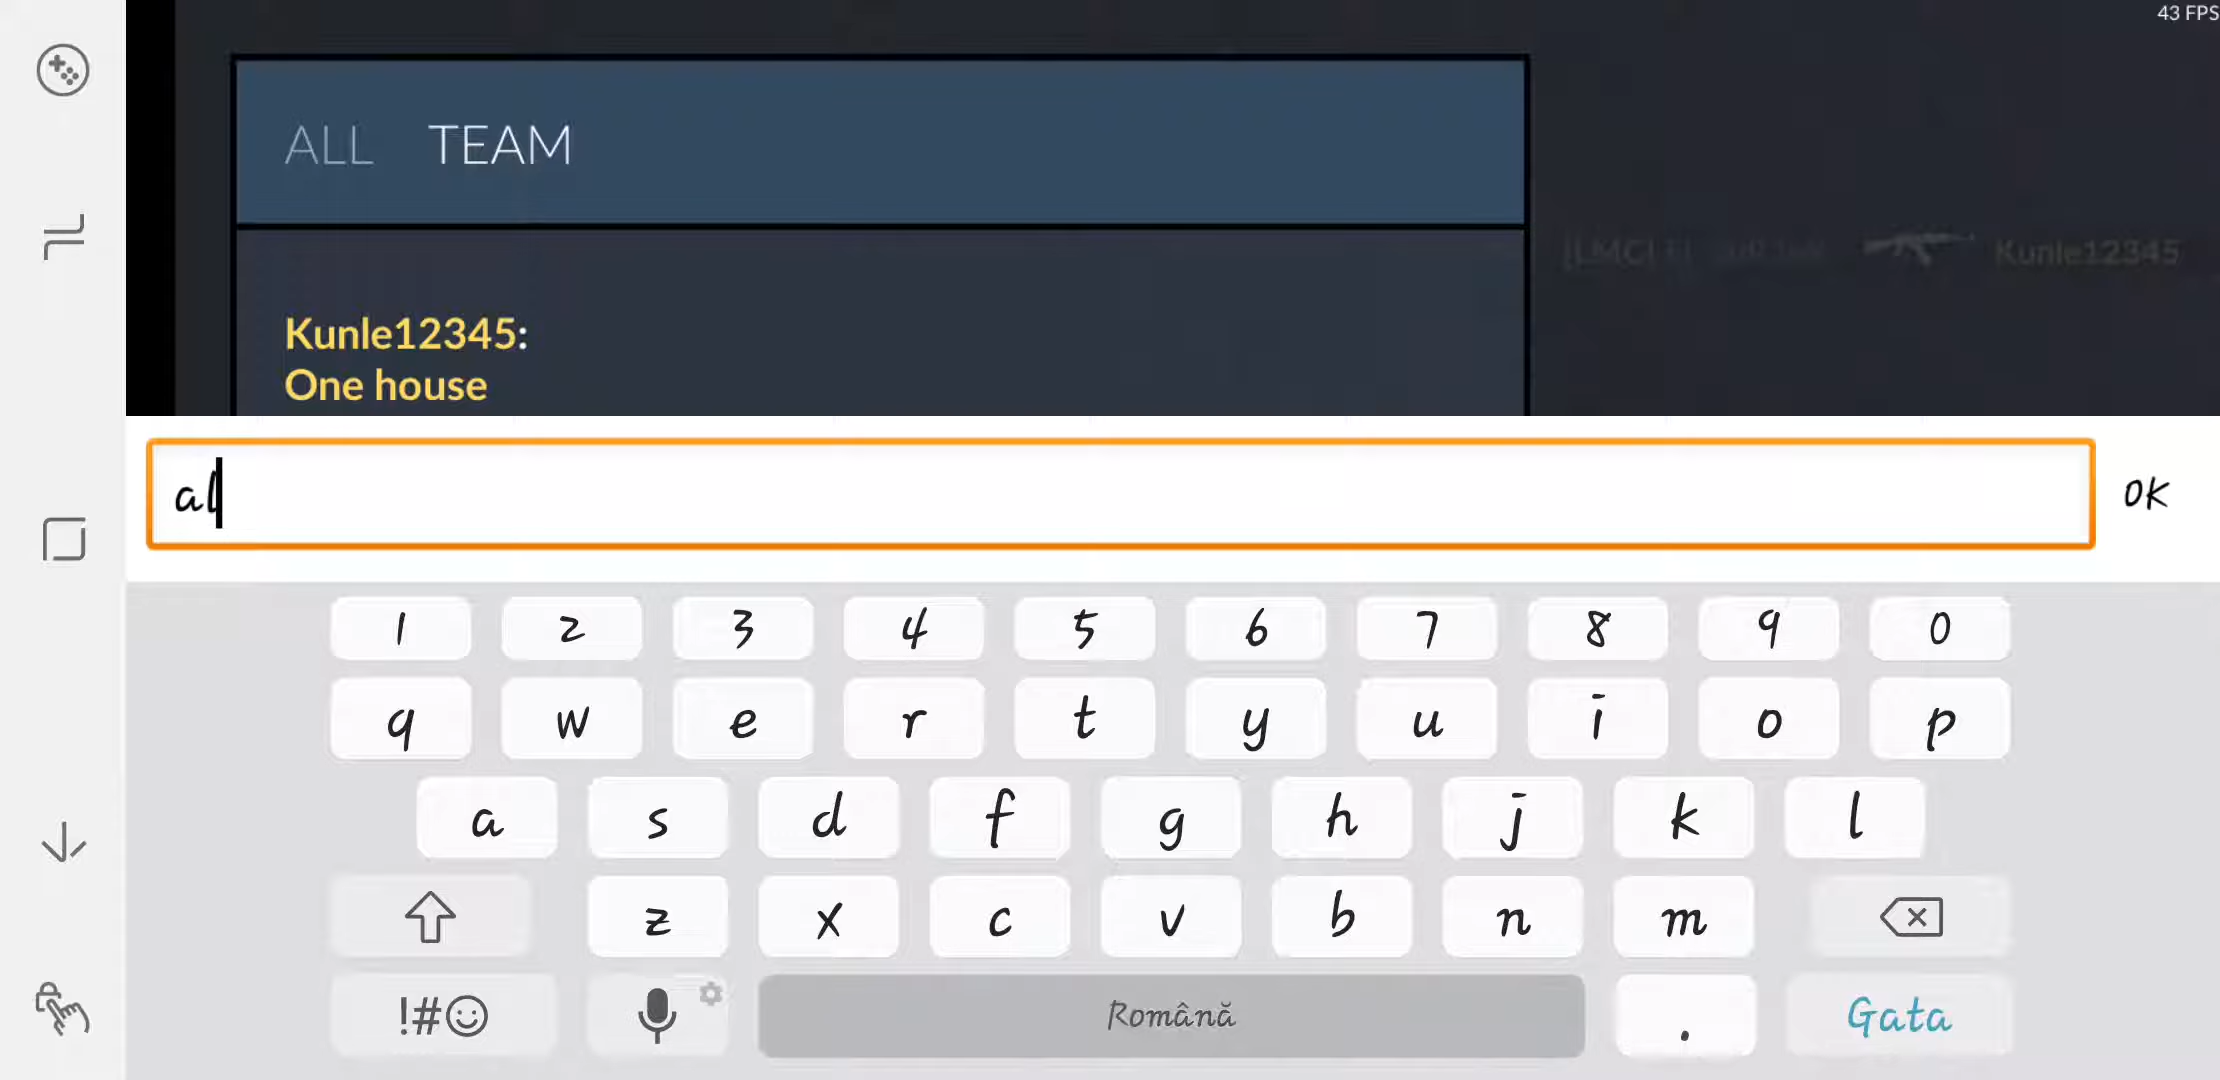 43 FPS
ALL TEAM
Kunle12345
Kunle12345:
One house
al
OK
1 2 3 4 5 6 7 8 9 0
q w e r t y u i o p
a s d f g h j k l
z x c v b n m
!#☺ Română . Gata